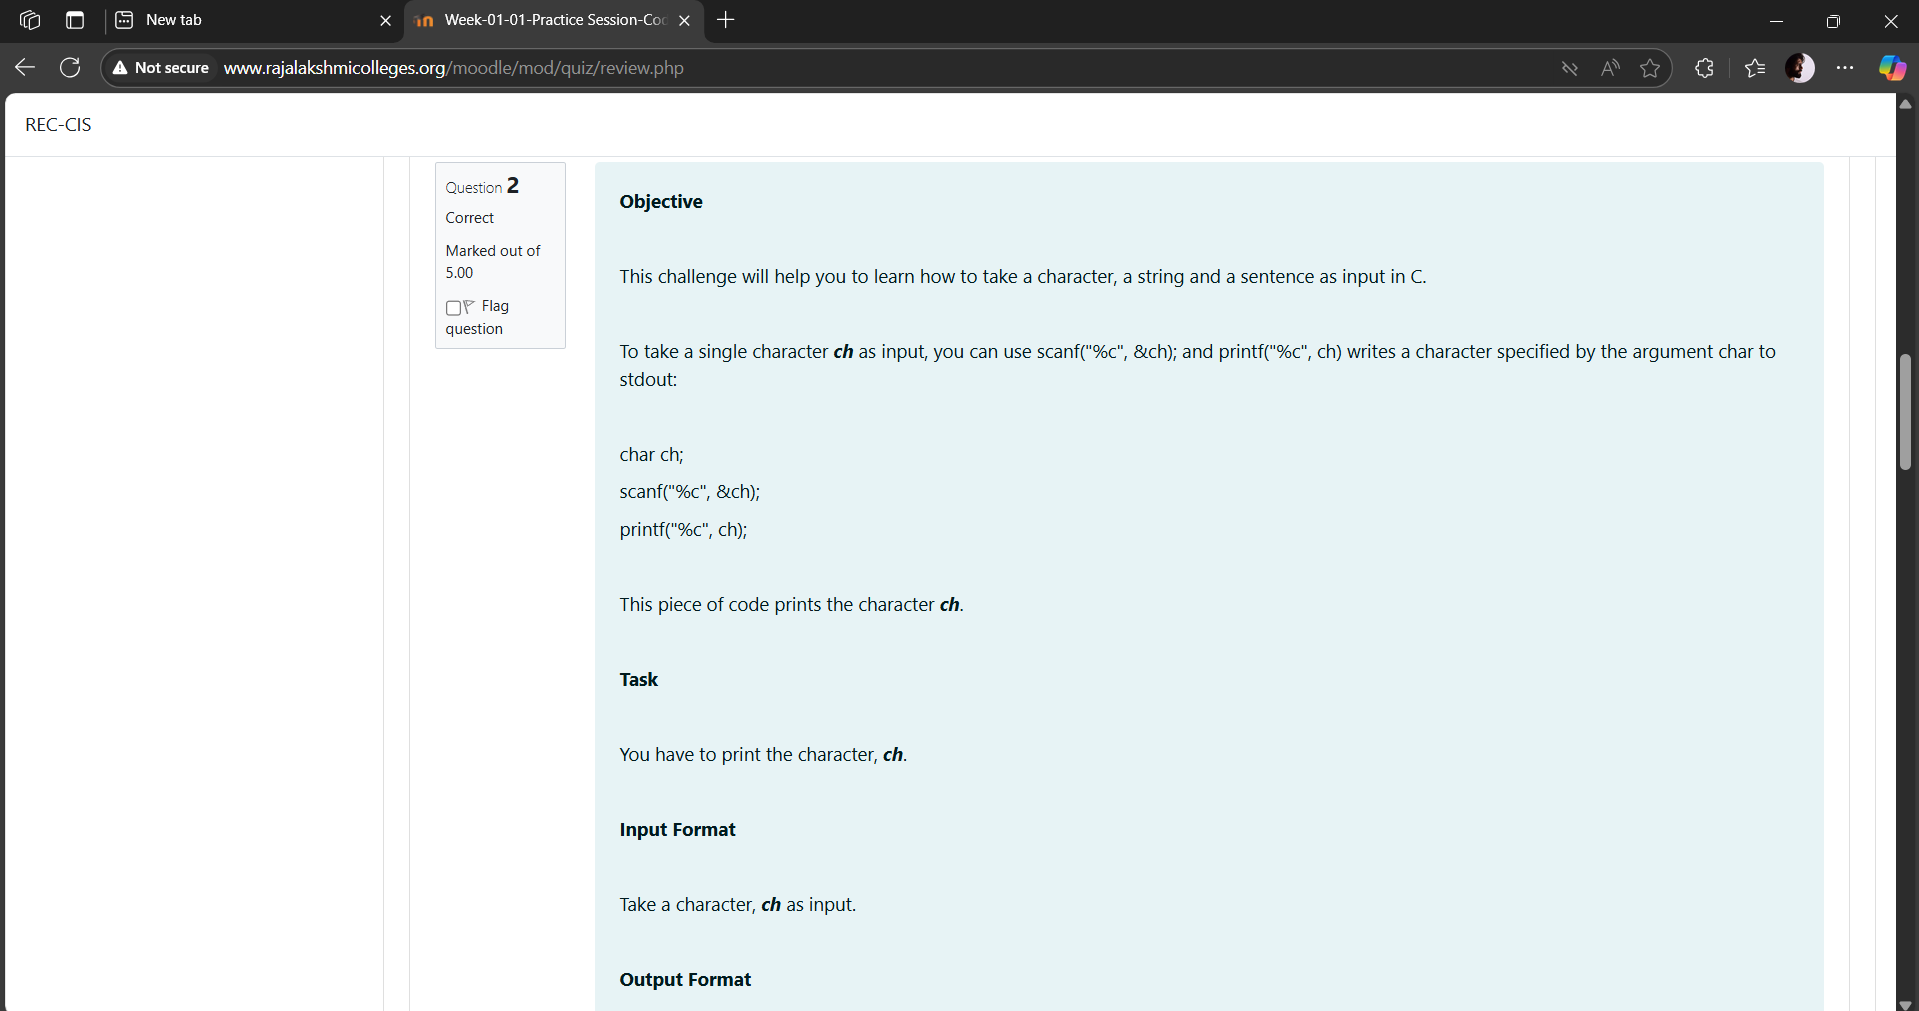 New tab
Week-01-01-Practice Session-Co
Not secure
www.rajalakshmicolleges.org/moodle/mod/quiz/review.php
REC-CIS
Question 2
Correct
Marked out of
5.00
Flag
question
Objective
This challenge will help you to learn how to take a character, a string and a sentence as input in C.
To take a single character ch as input, you can use scanf("%c", &ch); and printf("%c", ch) writes a character specified by the argument char to
stdout:
char ch;
scanf("%c", &ch);
printf("%c", ch);
This piece of code prints the character ch.
Task
You have to print the character, ch.
Input Format
Take a character, ch as input.
Output Format